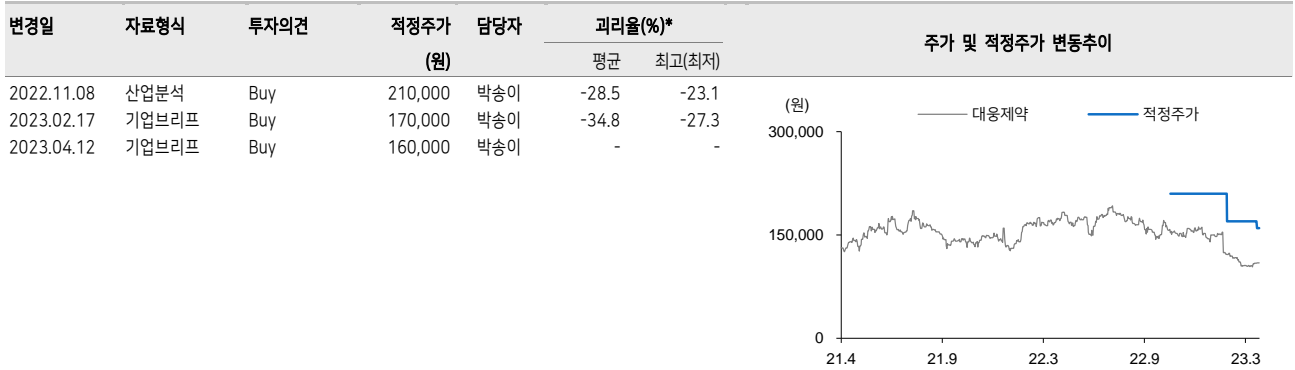 변경일 자료형식 투자의견 적정주가 담당자 괴리율(%)* 주가 및 적정주가 변동추이
(원) 평균 최고(최저)
2022.11.08 산업분석 Buy 210,000 박송이 -28.5 -23.1
2023.02.17 기업브리프 Buy 170,000 박송이 -34.8 -27.3
2023.04.12 기업브리프 Buy 160,000 박송이 - -
(원) 대웅제약 적정주가
300,000
150,000
0
21.4 21.9 22.3 22.9 23.3